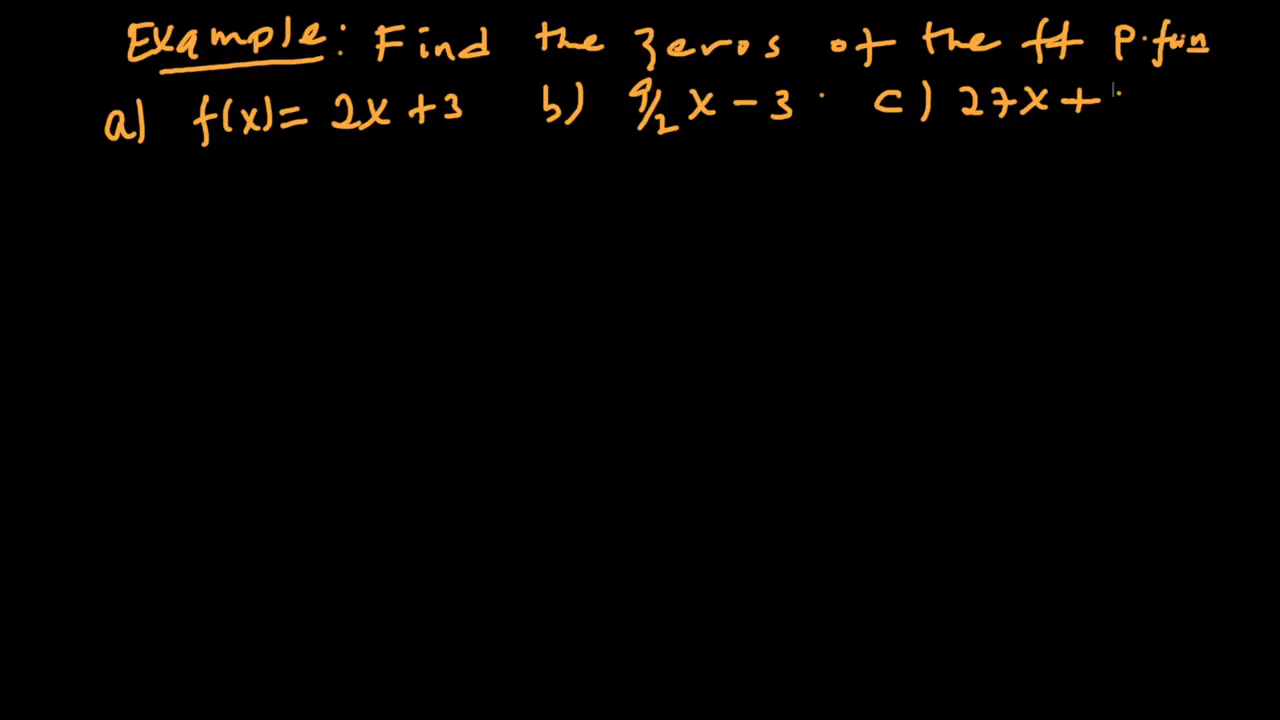 Example: Find the zeros of the ff p.fun
a) f(x) = 2x + 3 b) 9/2 x - 3 . c) 27x +